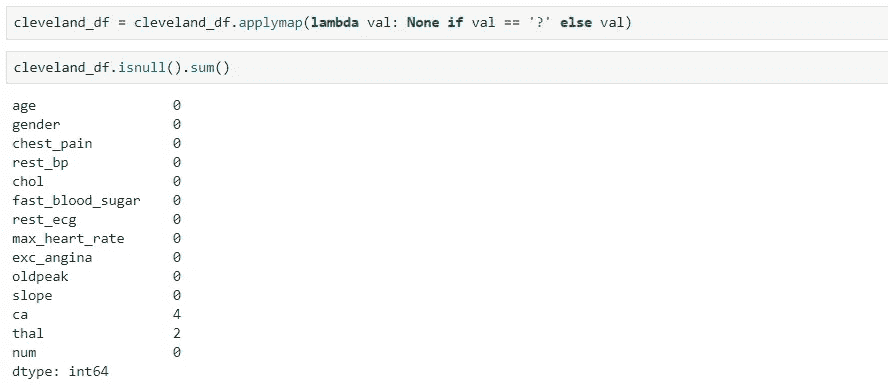 cleveland_df = cleveland_df.applymap(lambda val: None if val == '?' else val)
cleveland_df.isnull().sum()
age 0
gender 0
chest_pain 0
rest_bp 0
chol 0
fast_blood_sugar 0
rest_ecg 0
max_heart_rate 0
exc_angina 0
oldpeak 0
slope 0
ca 4
thal 2
num 0
dtype: int64